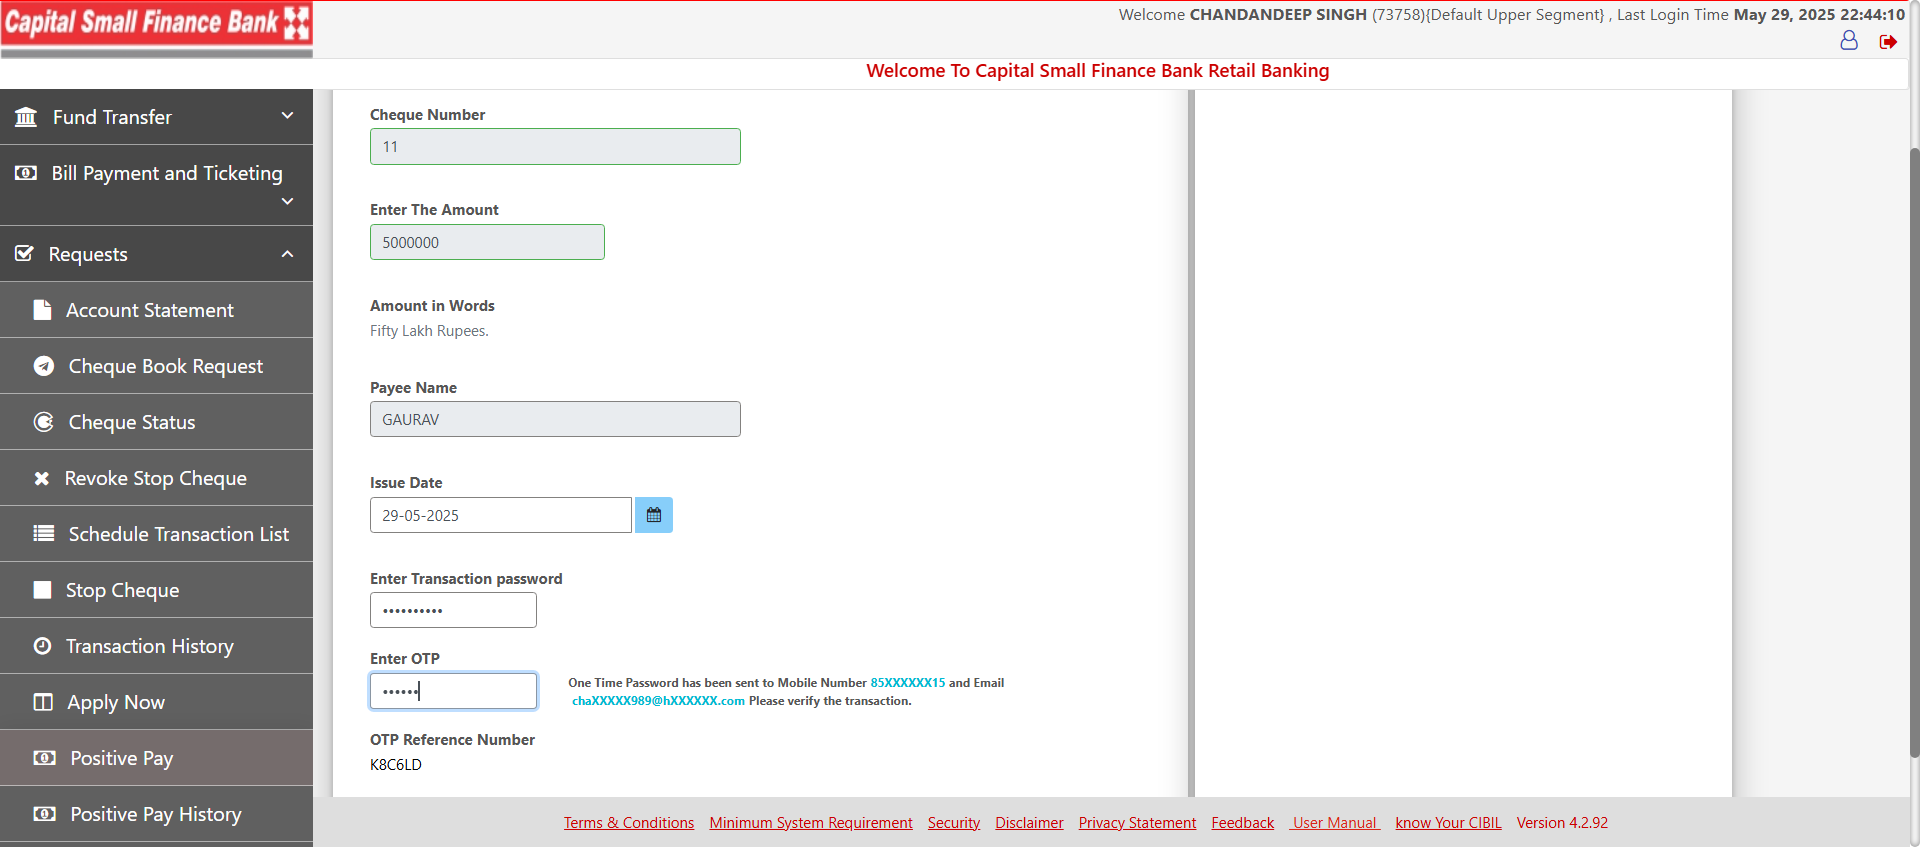 Capital Small Finance Bank
Welcome CHANDANDEEP SINGH (73758){Default Upper Segment} , Last Login Time May 29, 2025 22:44:10
Welcome To Capital Small Finance Bank Retail Banking
Fund Transfer
Bill Payment and Ticketing
Requests
Account Statement
Cheque Book Request
Cheque Status
Revoke Stop Cheque
Schedule Transaction List
Stop Cheque
Transaction History
Apply Now
Positive Pay
Positive Pay History
Cheque Number
11
Enter The Amount
5000000
Amount in Words
Fifty Lakh Rupees.
Payee Name
GAURAV
Issue Date
29-05-2025
Enter Transaction password
••••••••••
Enter OTP
••••••
One Time Password has been sent to Mobile Number 85XXXXXX15 and Email
chaXXXXX989@hXXXXXX.com Please verify the transaction.
OTP Reference Number
K8C6LD
Terms & Conditions Minimum System Requirement Security Disclaimer Privacy Statement Feedback User Manual know Your CIBIL Version 4.2.92